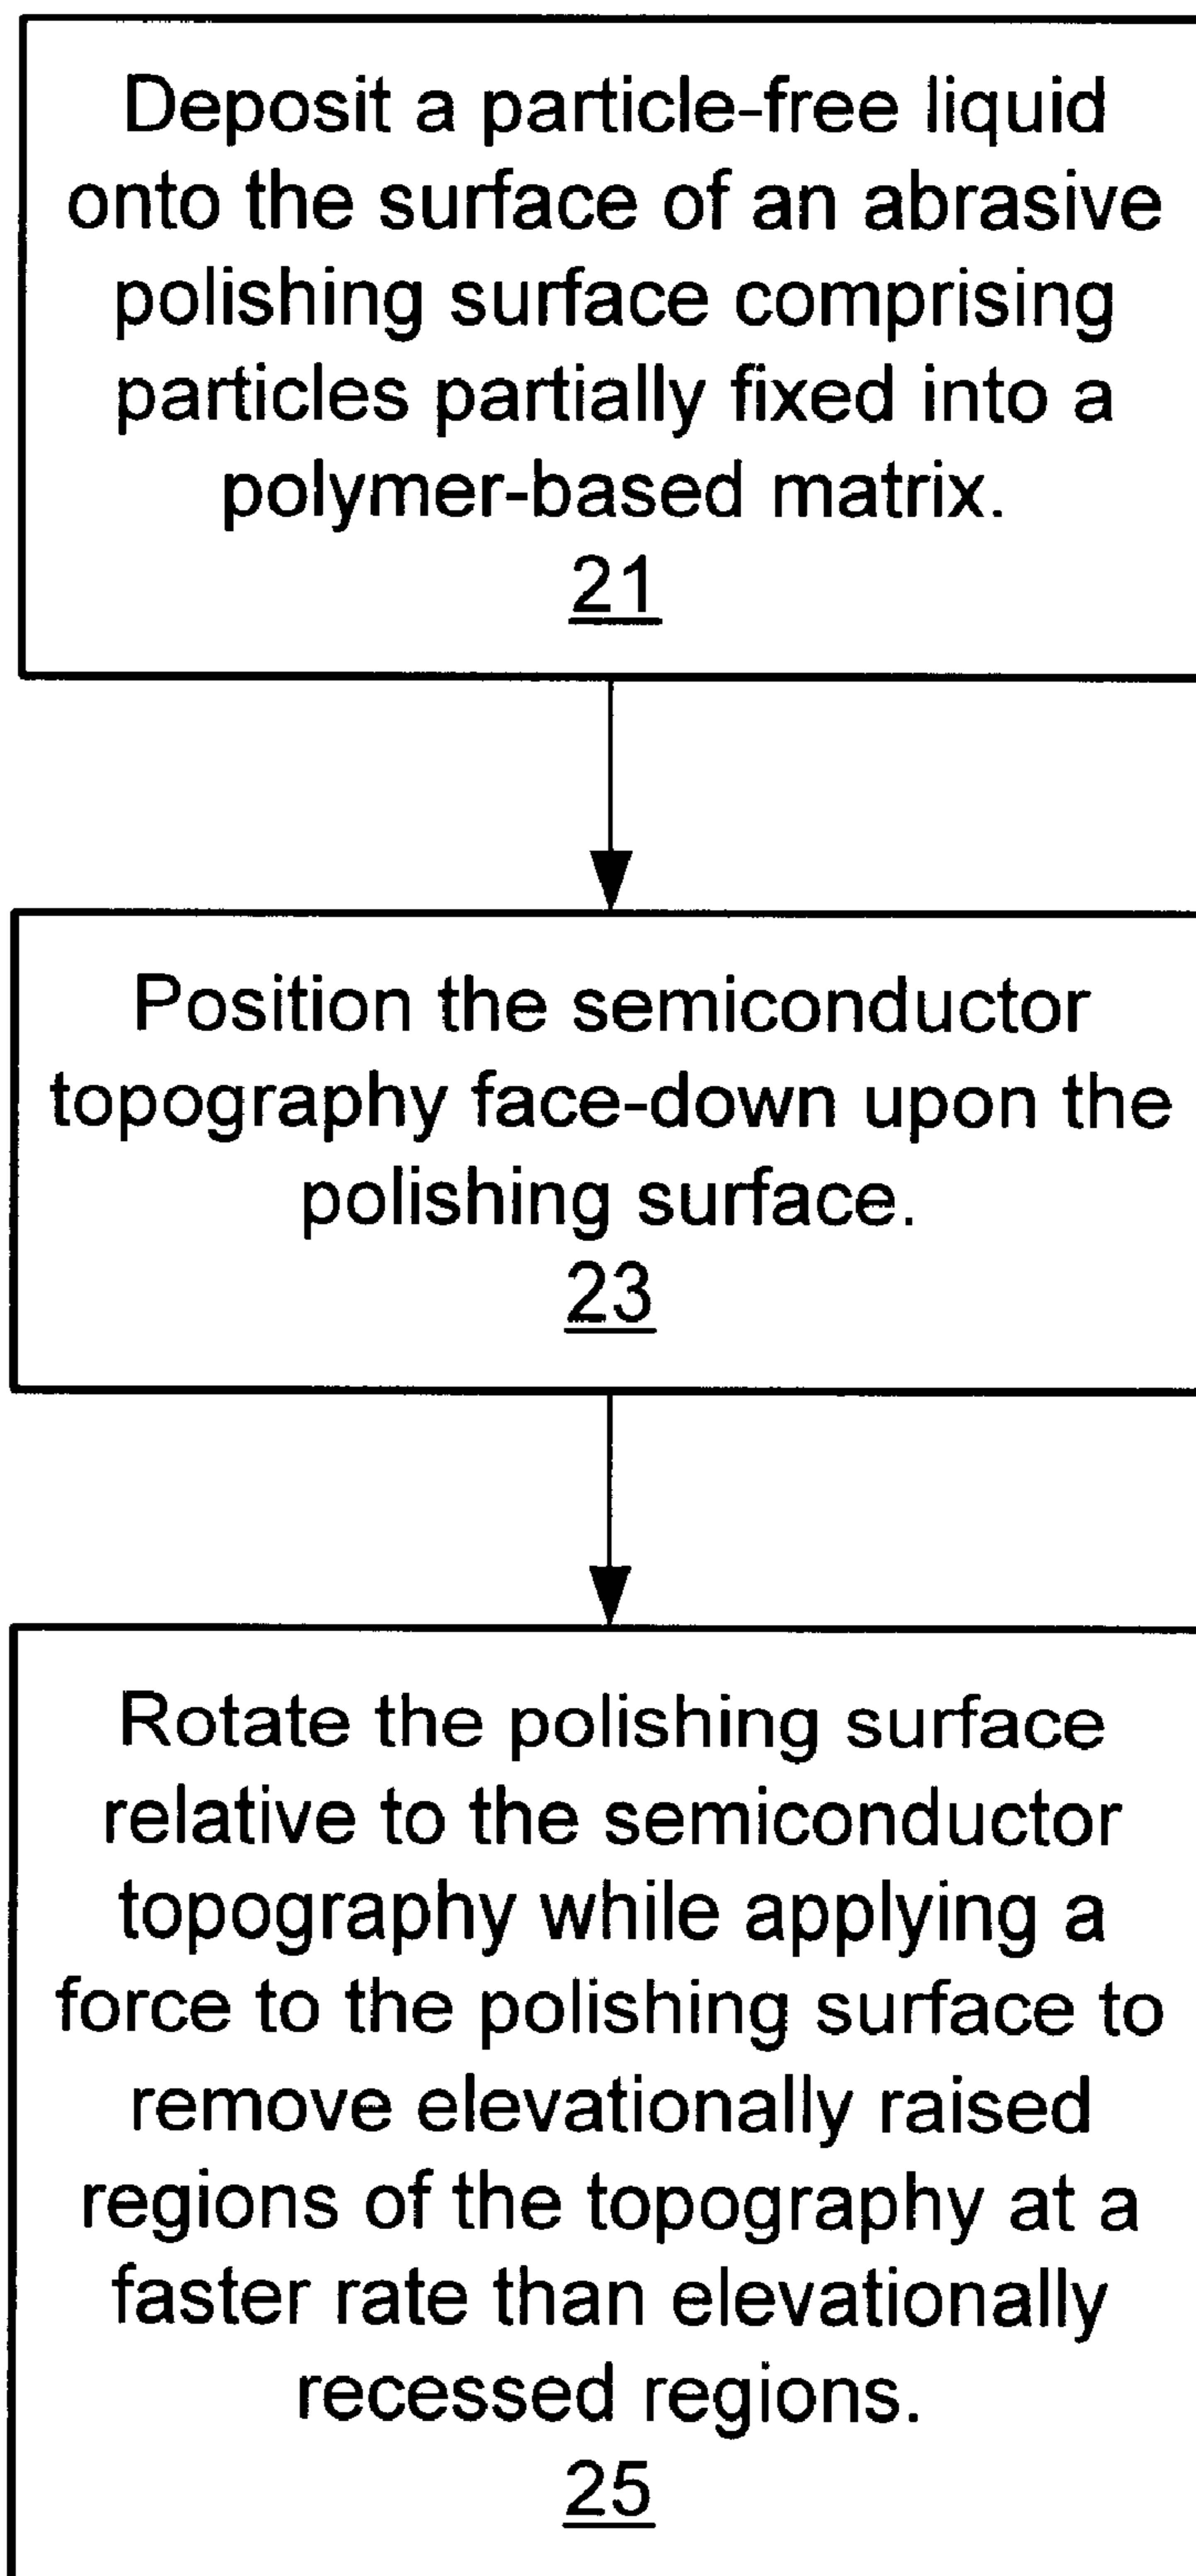 Deposit a particle-free liquid
onto the surface of an abrasive
polishing surface comprising
particles partially fixed into a
polymer-based matrix.
21
Position the semiconductor
topography face-down upon the
polishing surface.
23
Rotate the polishing surface
relative to the semiconductor
topography while applying a
force to the polishing surface to
remove elevationally raised
regions of the topography at a
faster rate than elevationally
recessed regions.
25